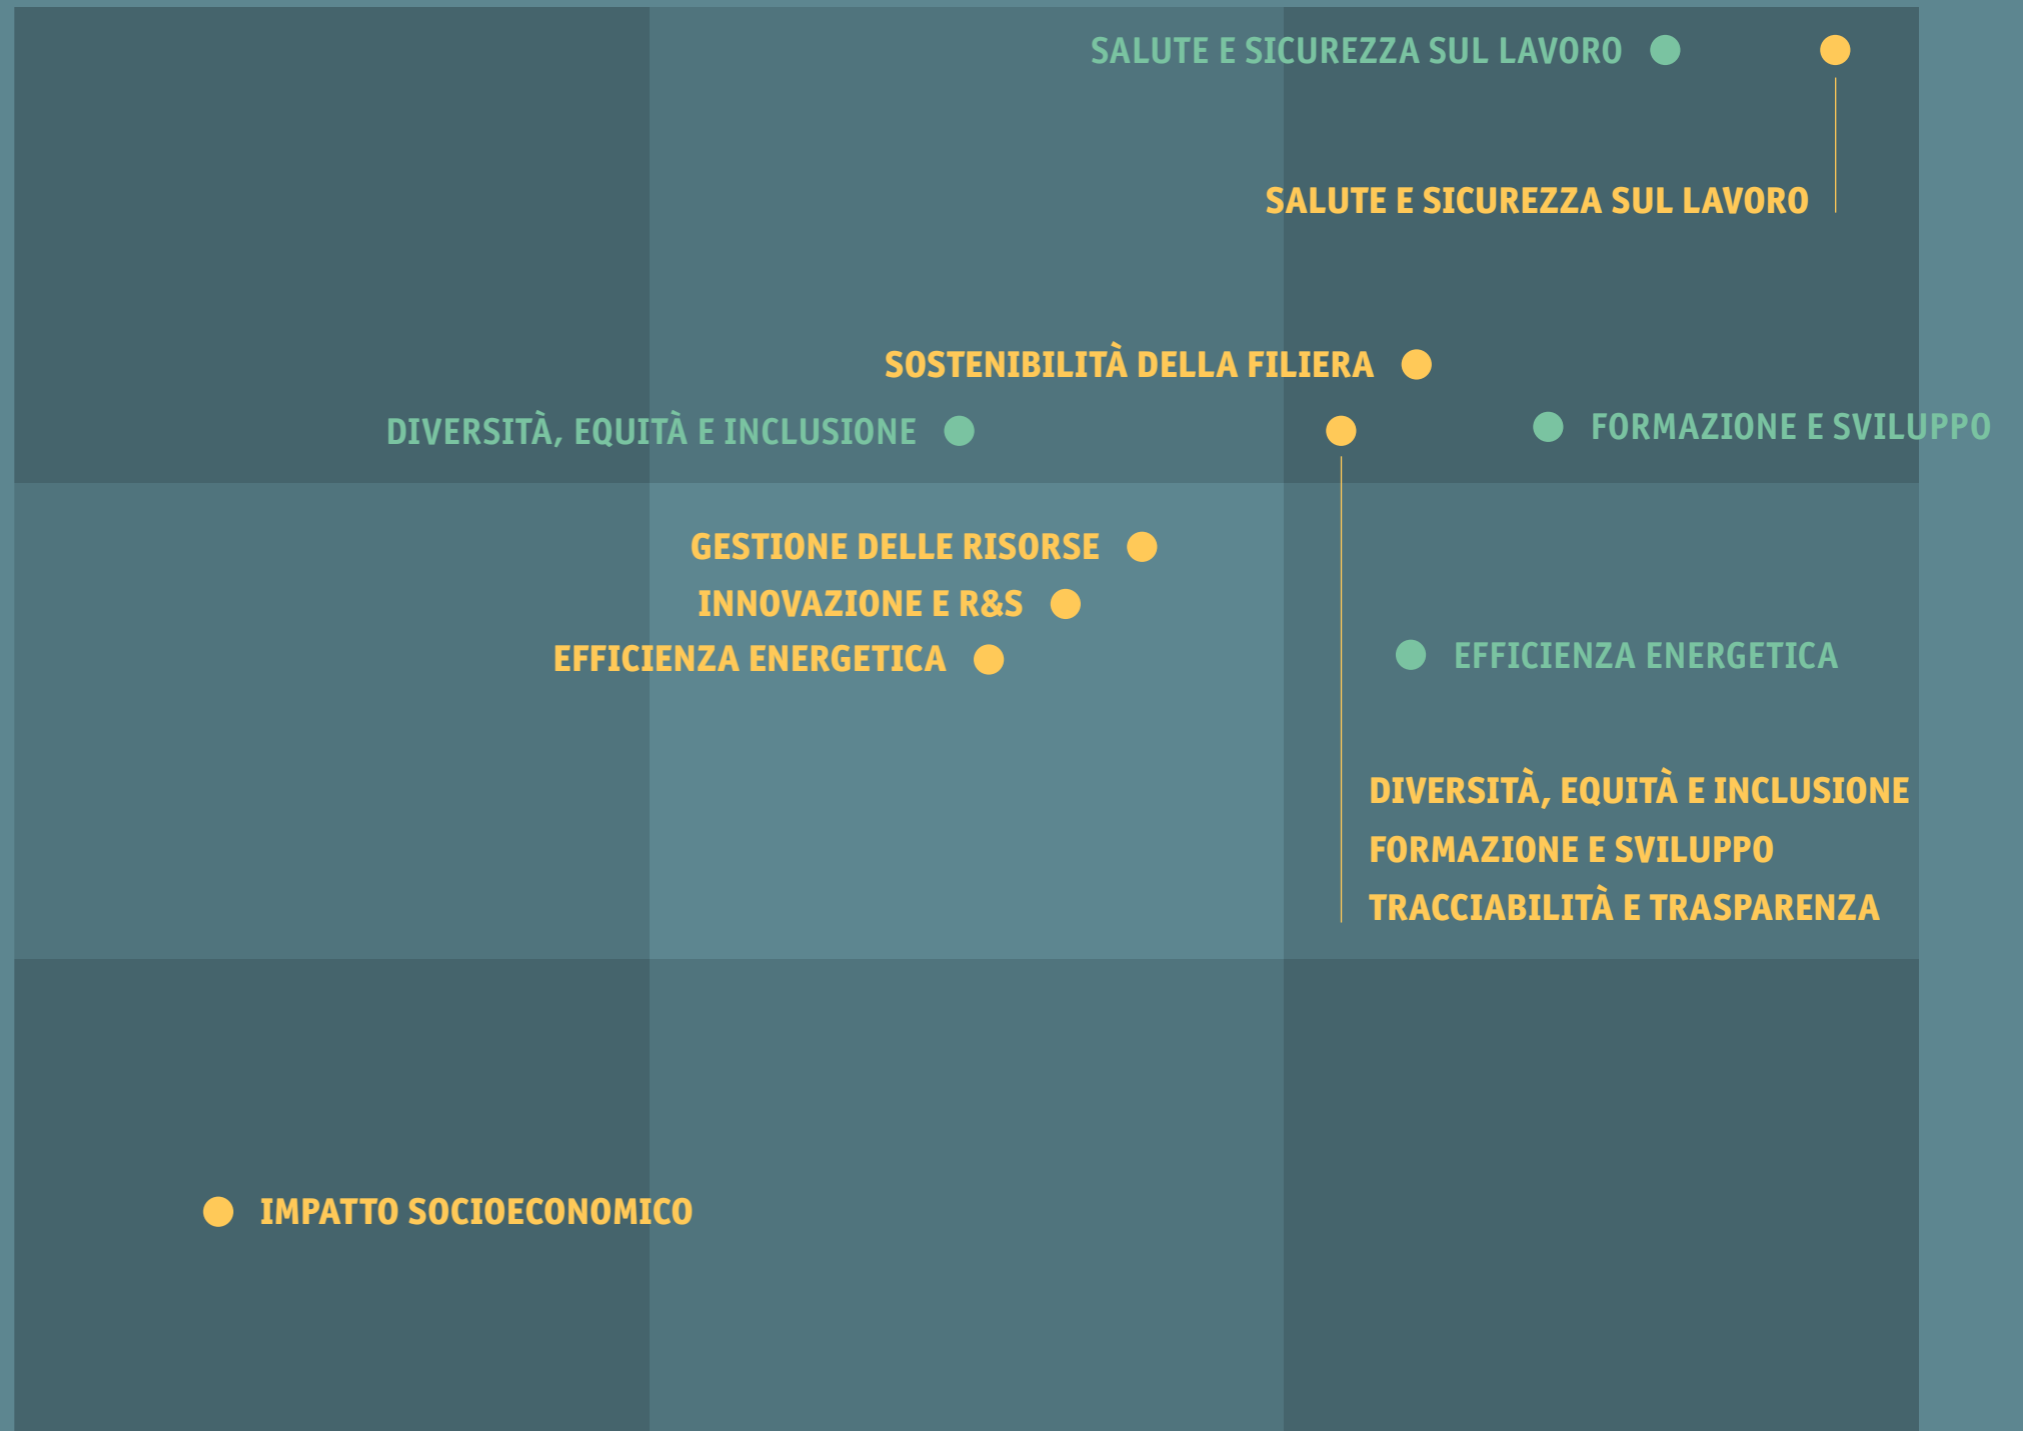 SALUTE E SICUREZZA SUL LAVORO
SALUTE E SICUREZZA SUL LAVORO
SOSTENIBILITÀ DELLA FILIERA
DIVERSITÀ, EQUITÀ E INCLUSIONE
FORMAZIONE E SVILUPPO
GESTIONE DELLE RISORSE
INNOVAZIONE E R&S
EFFICIENZA ENERGETICA
EFFICIENZA ENERGETICA
DIVERSITÀ, EQUITÀ E INCLUSIONE
FORMAZIONE E SVILUPPO
TRACCIABILITÀ E TRASPARENZA
IMPATTO SOCIOECONOMICO